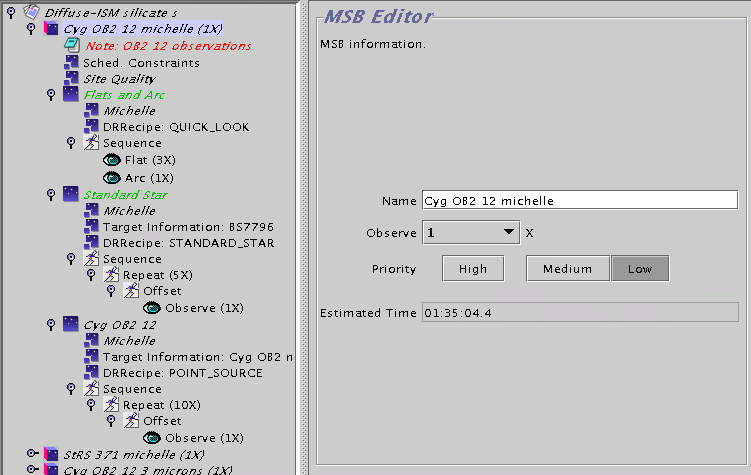 Diffuse-ISM silicate s
Cyg OB2 12 michelle (1X)
Note: OB2 12 observations
Sched. Constraints
Site Quality
Flats and Arc
Michelle
DRRecipe: QUICK_LOOK
Sequence
Flat (3X)
Arc (1X)
Standard Star
Michelle
Target Information: BS7796
DRRecipe: STANDARD_STAR
Sequence
Repeat (5X)
Offset
Observe (1X)
Cyg OB2 12
Michelle
Target Information: Cyg OB2 n
DRRecipe: POINT_SOURCE
Sequence
Repeat (10X)
Offset
Observe (1X)
StRS 371 michelle (1X)
Cyg OB2 12 3 microns (1X)
MSB Editor
MSB information.
Name Cyg OB2 12 michelle
Observe 1 X
Priority High Medium Low
Estimated Time 01:35:04.4